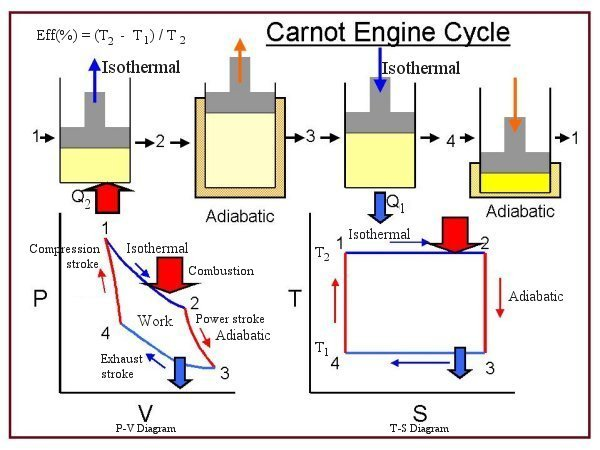 Carnot Engine Cycle
Eff(%) = (T2 - T1) / T 2
Isothermal
Isothermal
1
2
3
4
1
Q2
Adiabatic
Q1
Adiabatic
P
1
Isothermal
Compression
stroke
Combustion
2
Work
Power stroke
Adiabatic
4
Exhaust
stroke
3
V
P-V Diagram
T
T2
1
Isothermal
2
Adiabatic
T1
4
3
S
T-S Diagram